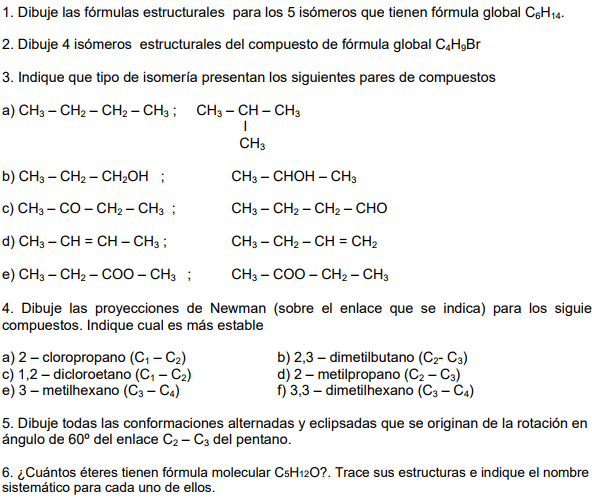 1. Dibuje las fórmulas estructurales para los 5 isómeros que tienen fórmula global C₆H₁₄.
2. Dibuje 4 isómeros estructurales del compuesto de fórmula global C₄H₉Br
3. Indique que tipo de isomería presentan los siguientes pares de compuestos
a) CH₃ – CH₂ – CH₂ – CH₃ ; CH₃ – CH – CH₃
I
CH₃
b) CH₃ – CH₂ – CH₂OH ; CH₃ – CHOH – CH₃
c) CH₃ – CO – CH₂ – CH₃ ; CH₃ – CH₂ – CH₂ – CHO
d) CH₃ – CH = CH – CH₃ ; CH₃ – CH₂ – CH = CH₂
e) CH₃ – CH₂ – COO – CH₃ ; CH₃ – COO – CH₂ – CH₃
4. Dibuje las proyecciones de Newman (sobre el enlace que se indica) para los siguie
compuestos. Indique cual es más estable
a) 2 – cloropropano (C₁ – C₂) b) 2,3 – dimetilbutano (C₂- C₃)
c) 1,2 – dicloroetano (C₁ – C₂) d) 2 – metilpropano (C₂ – C₃)
e) 3 – metilhexano (C₃ – C₄) f) 3,3 – dimetilhexano (C₃ – C₄)
5. Dibuje todas las conformaciones alternadas y eclipsadas que se originan de la rotación en
ángulo de 60º del enlace C₂ – C₃ del pentano.
6. ¿Cuántos éteres tienen fórmula molecular C₅H₁₂O?. Trace sus estructuras e indique el nombre
sistemático para cada uno de ellos.